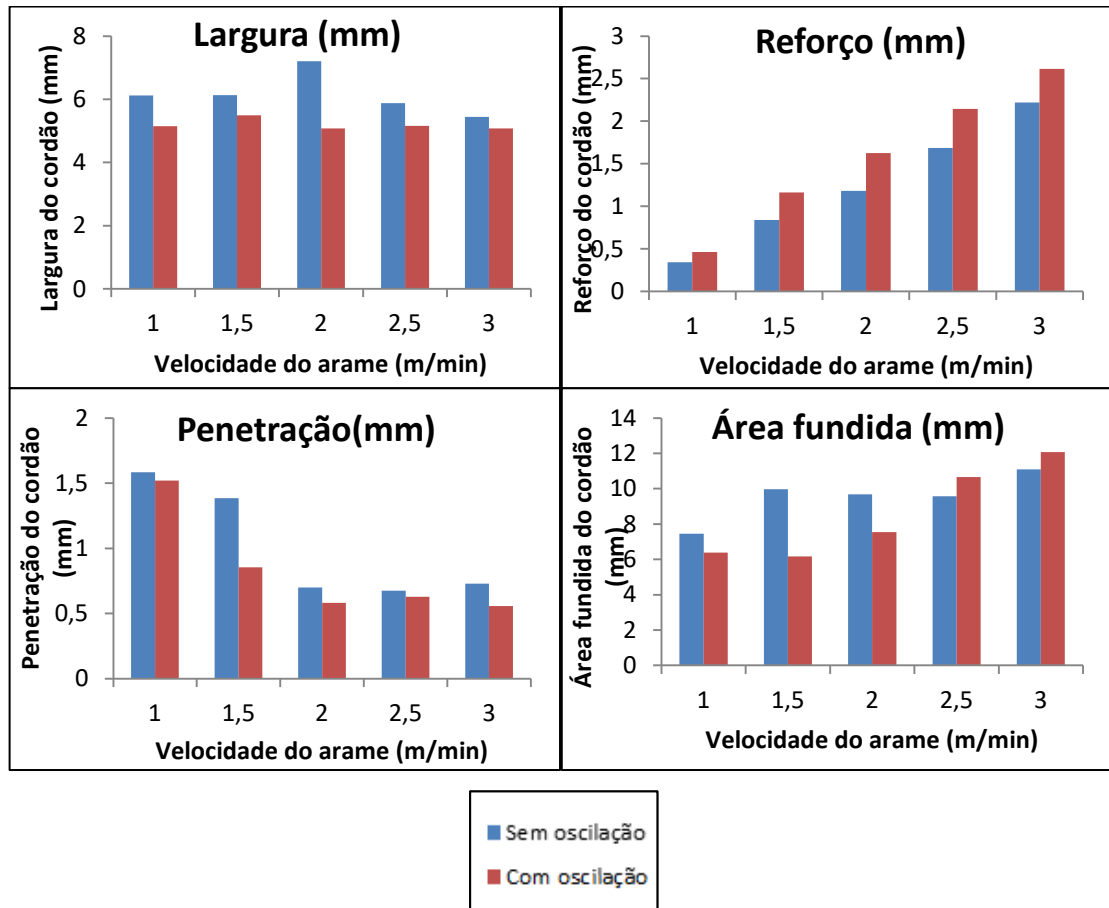 Largura (mm)
Largura do cordão (mm)
8
6
4
2
0
1 1,5 2 2,5 3
Velocidade do arame (m/min)
Reforço (mm)
Reforço do cordão (mm)
3
2,5
2
1,5
1
0,5
0
1 1,5 2 2,5 3
Velocidade do arame (m/min)
Penetração(mm)
Penetração do cordão
(mm)
2
1,5
1
0,5
0
1 1,5 2 2,5 3
Velocidade do arame (m/min)
Área fundida (mm)
Área fundida do cordão
(mm)
14
12
10
8
6
4
2
0
1 1,5 2 2,5 3
Velocidade do arame (m/min)
Sem oscilação
Com oscilação